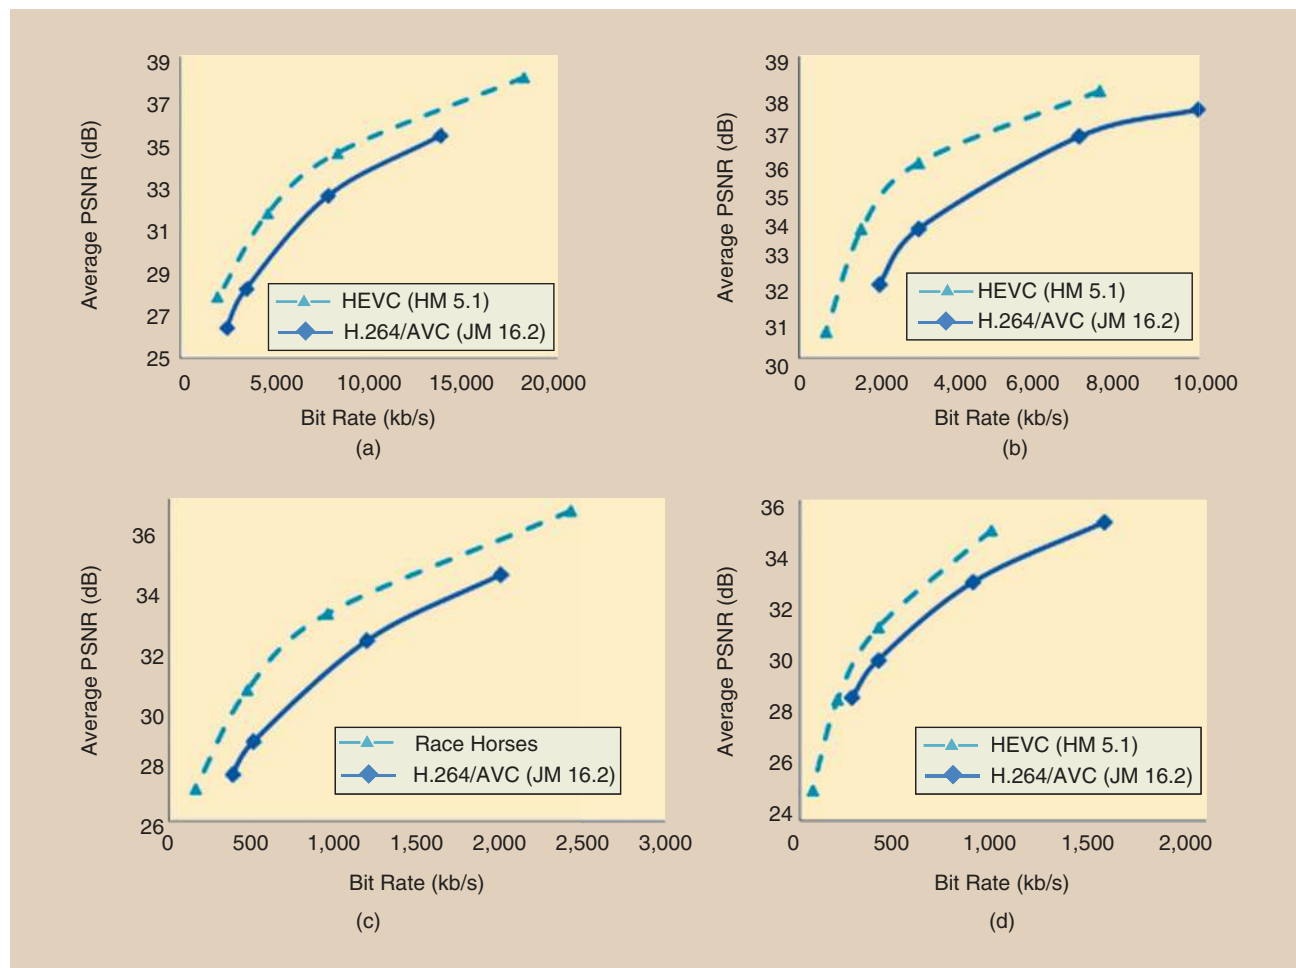 39
37
35
33
31
29
27
25
Average PSNR (dB)
HEVC (HM 5.1)
H.264/AVC (JM 16.2)
0 5,000 10,000 15,000 20,000
Bit Rate (kb/s)
(a)
39
38
37
36
35
34
33
32
31
30
Average PSNR (dB)
HEVC (HM 5.1)
H.264/AVC (JM 16.2)
0 2,000 4,000 6,000 8,000 10,000
Bit Rate (kb/s)
(b)
36
34
32
30
28
26
Average PSNR (dB)
Race Horses
H.264/AVC (JM 16.2)
0 500 1,000 1,500 2,000 2,500 3,000
Bit Rate (kb/s)
(c)
36
34
32
30
28
26
24
Average PSNR (dB)
HEVC (HM 5.1)
H.264/AVC (JM 16.2)
0 500 1,000 1,500 2,000
Bit Rate (kb/s)
(d)